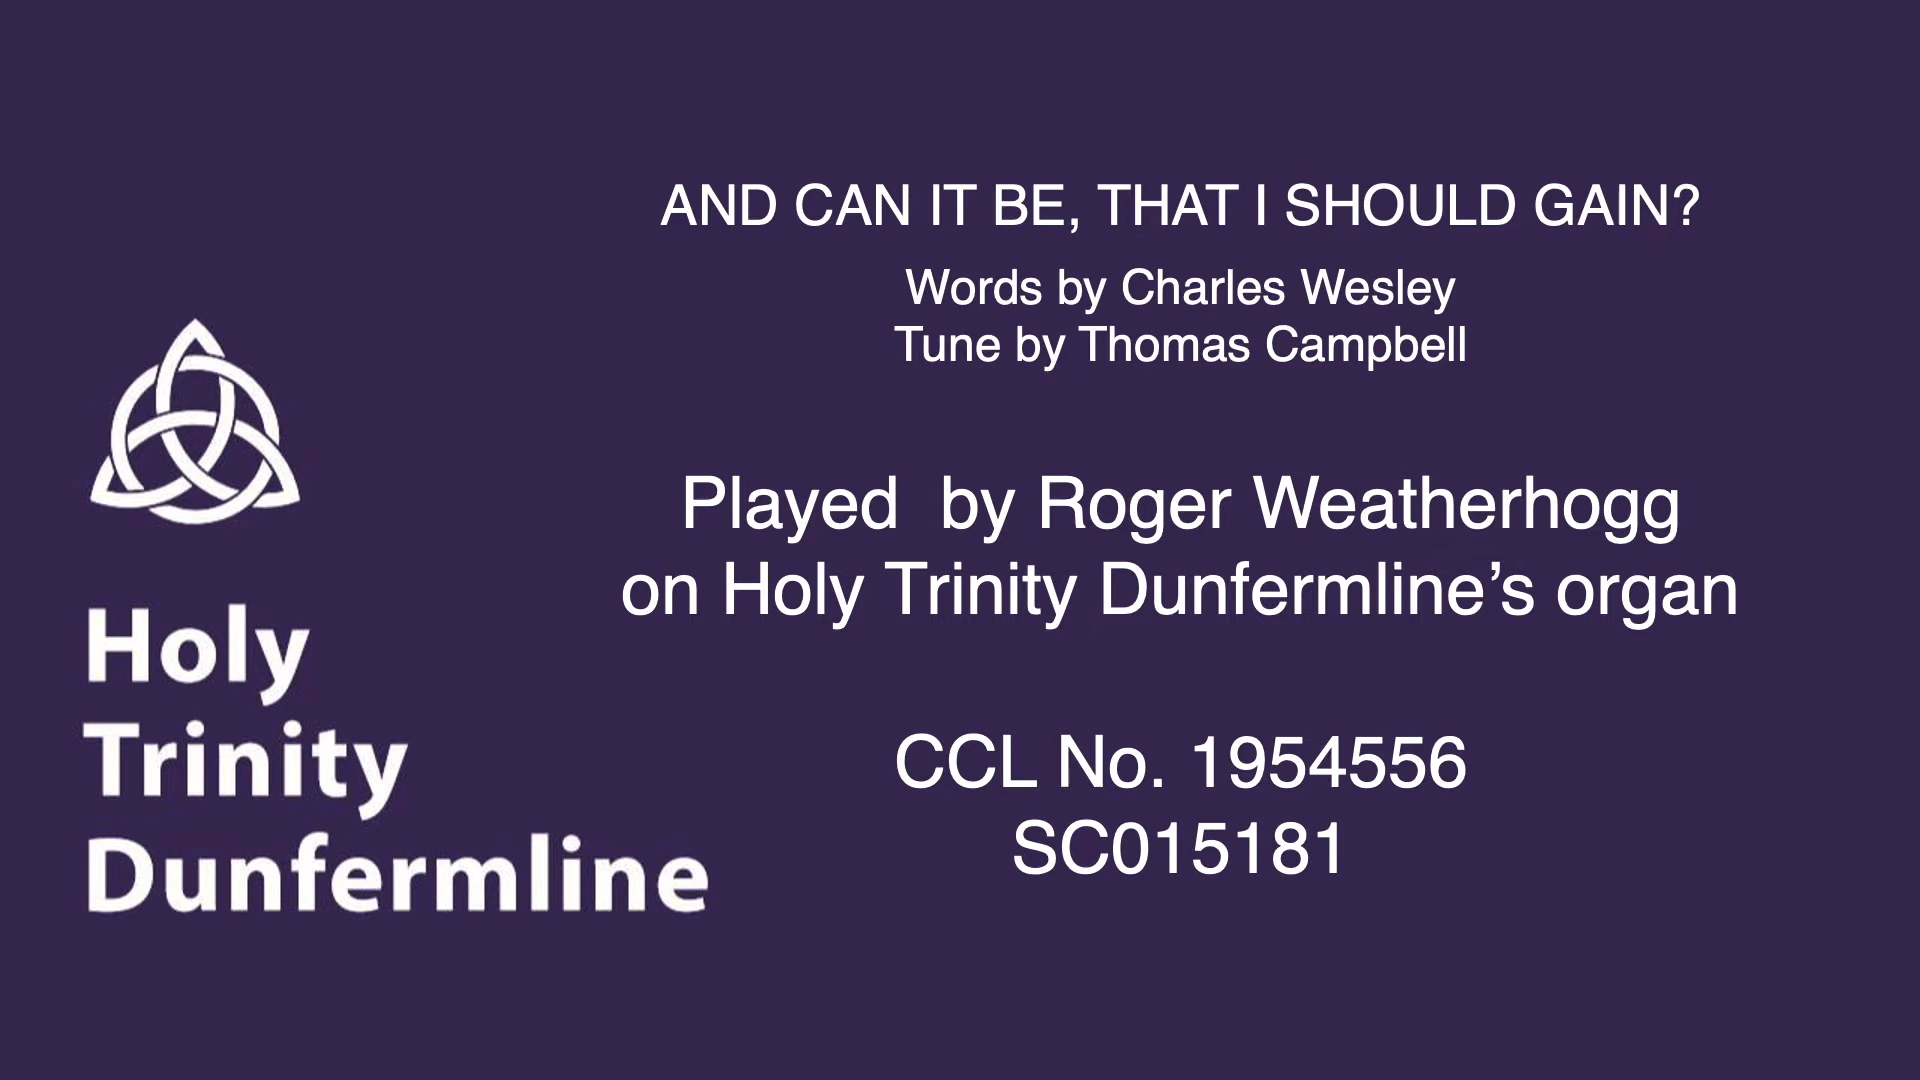 AND CAN IT BE, THAT I SHOULD GAIN?
Words by Charles Wesley
Tune by Thomas Campbell
Played  by Roger Weatherhogg
on Holy Trinity Dunfermline’s organ
CCL No. 1954556
SC015181
Holy
Trinity
Dunfermline